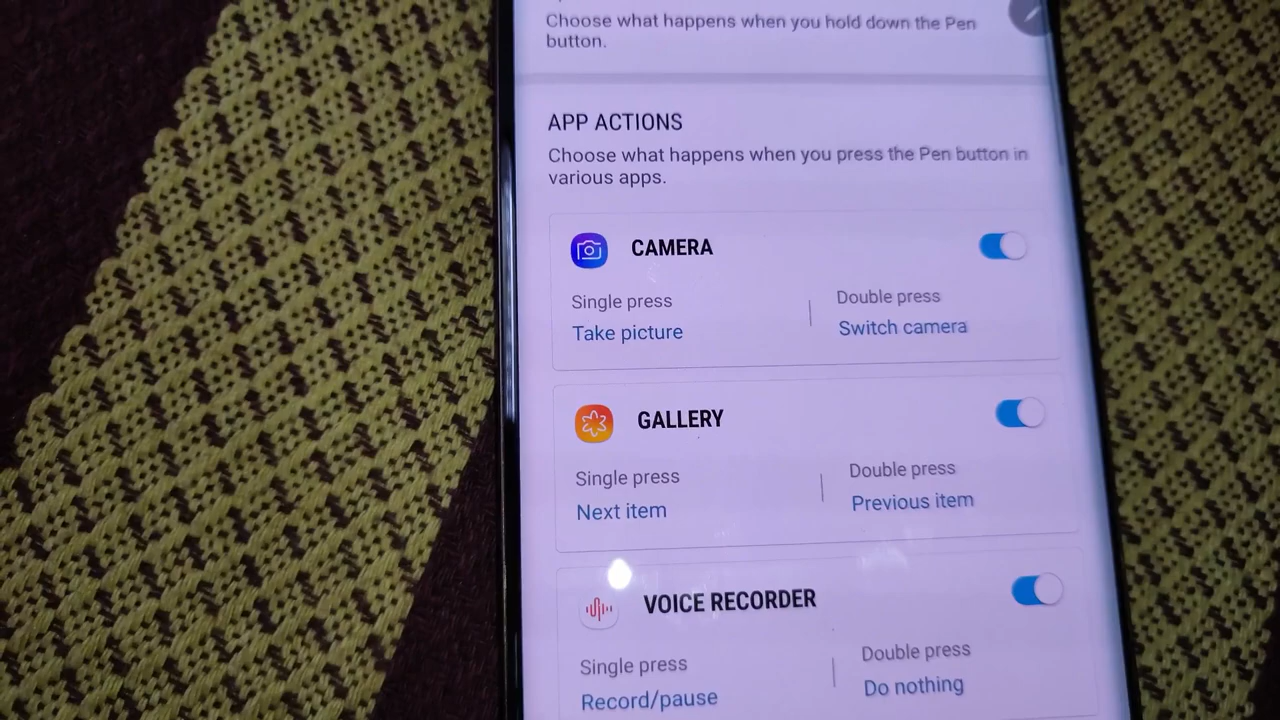 Choose what happens when you hold down the Pen
button.
APP ACTIONS
Choose what happens when you press the Pen button in
various apps.
CAMERA
Single press
Double press
Take picture
Switch camera
GALLERY
Single press
Double press
Next item
Previous item
VOICE RECORDER
Single press
Double press
Record/pause
Do nothing